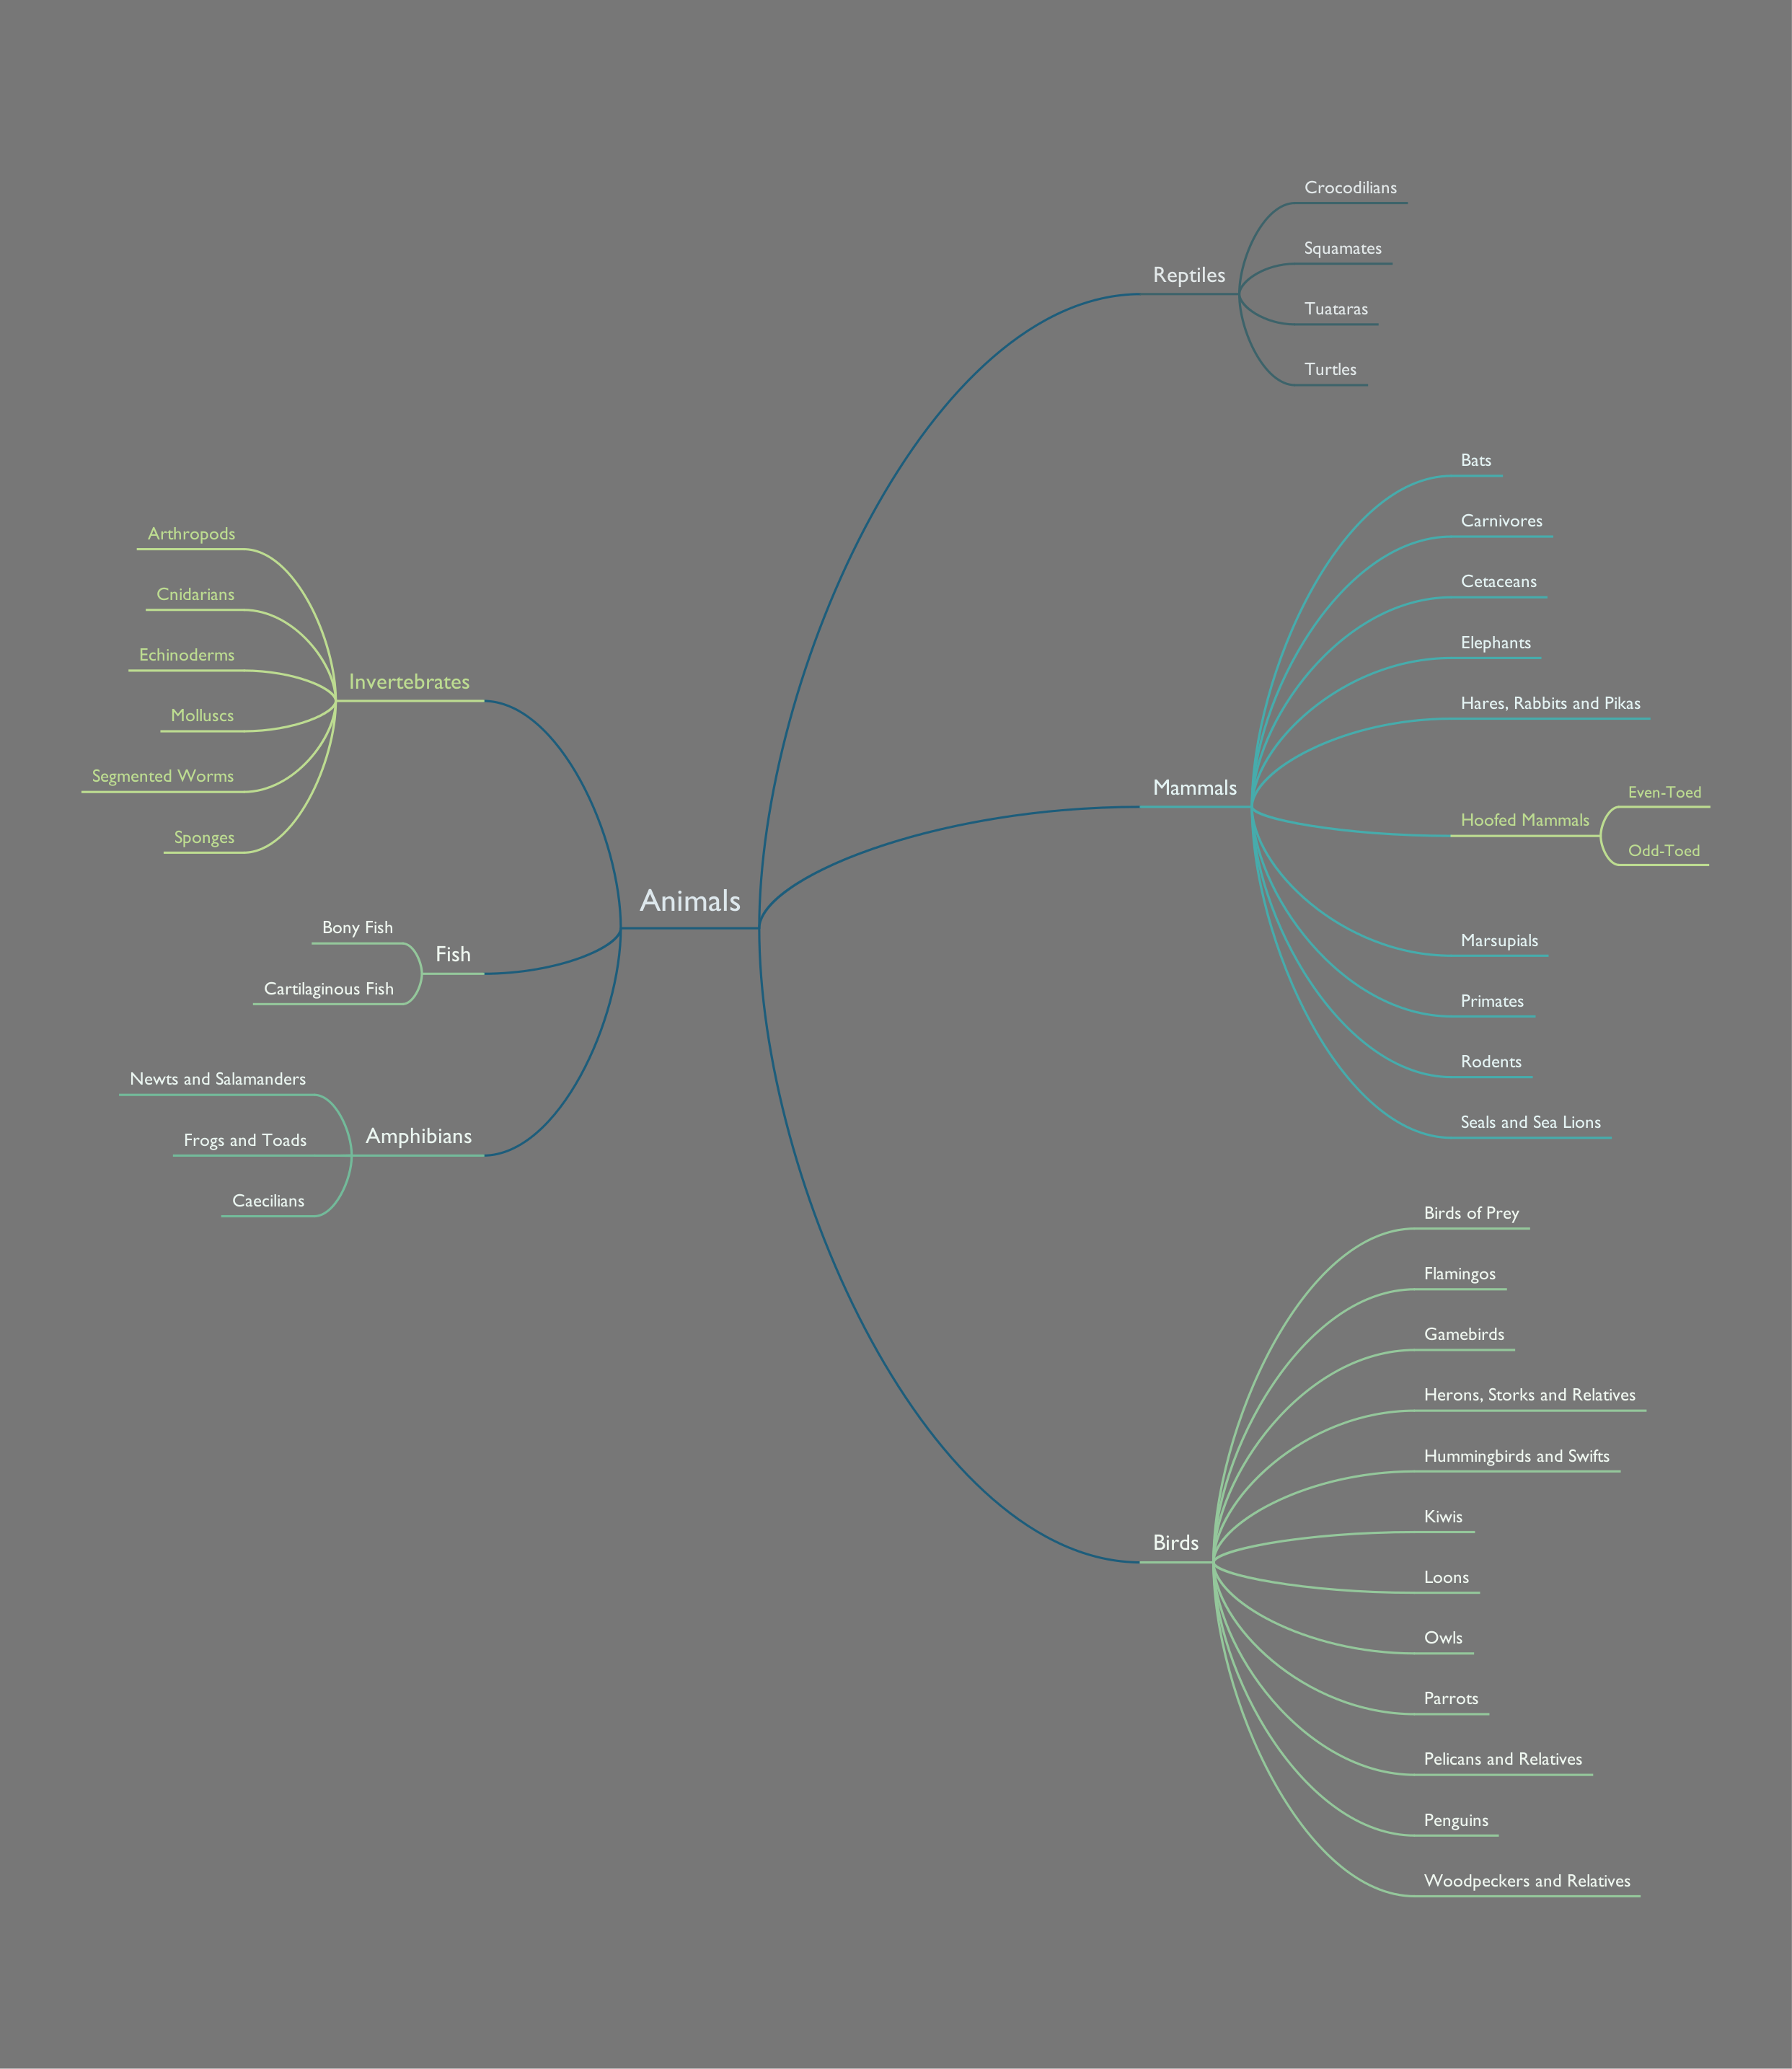 Animals
Reptiles
Crocodilians
Squamates
Tuataras
Turtles
Mammals
Bats
Carnivores
Cetaceans
Elephants
Hares, Rabbits and Pikas
Hoofed Mammals
Even-Toed
Odd-Toed
Marsupials
Primates
Rodents
Seals and Sea Lions
Birds
Birds of Prey
Flamingos
Gamebirds
Herons, Storks and Relatives
Hummingbirds and Swifts
Kiwis
Loons
Owls
Parrots
Pelicans and Relatives
Penguins
Woodpeckers and Relatives
Invertebrates
Arthropods
Cnidarians
Echinoderms
Molluscs
Segmented Worms
Sponges
Fish
Bony Fish
Cartilaginous Fish
Amphibians
Newts and Salamanders
Frogs and Toads
Caecilians